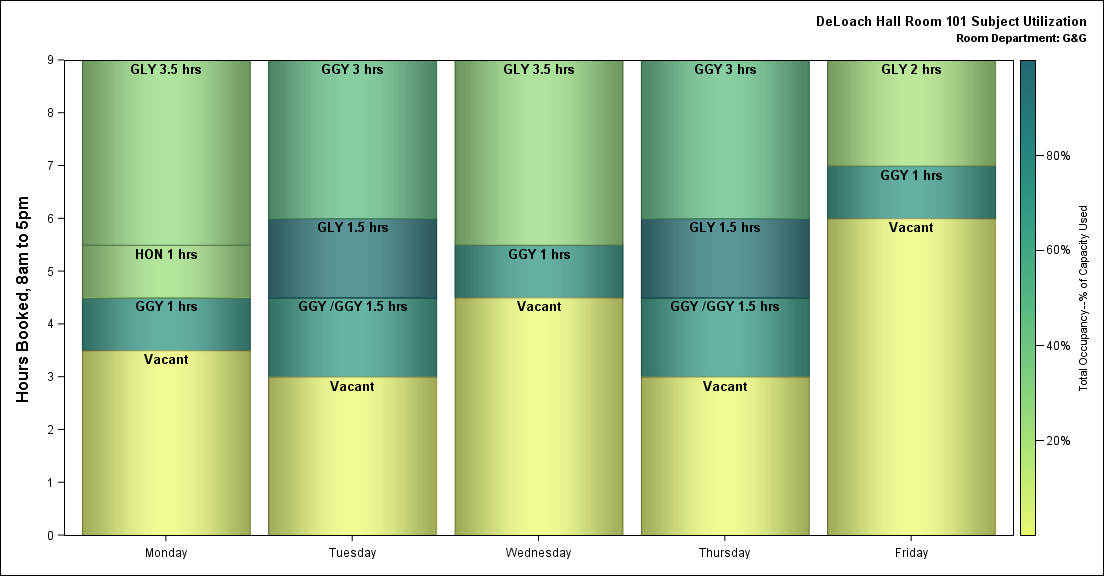 DeLoach Hall Room 101 Subject Utilization
Room Department: G&G
Hours Booked, 8am to 5pm
9
8
7
6
5
4
3
2
1
0
GLY 3.5 hrs
HON 1 hrs
GGY 1 hrs
Vacant
GGY 3 hrs
GLY 1.5 hrs
GGY /GGY 1.5 hrs
Vacant
GLY 3.5 hrs
GGY 1 hrs
Vacant
GGY 3 hrs
GLY 1.5 hrs
GGY /GGY 1.5 hrs
Vacant
GLY 2 hrs
GGY 1 hrs
Vacant
Monday
Tuesday
Wednesday
Thursday
Friday
80%
60%
40%
20%
Total Occupancy--% of Capacity Used